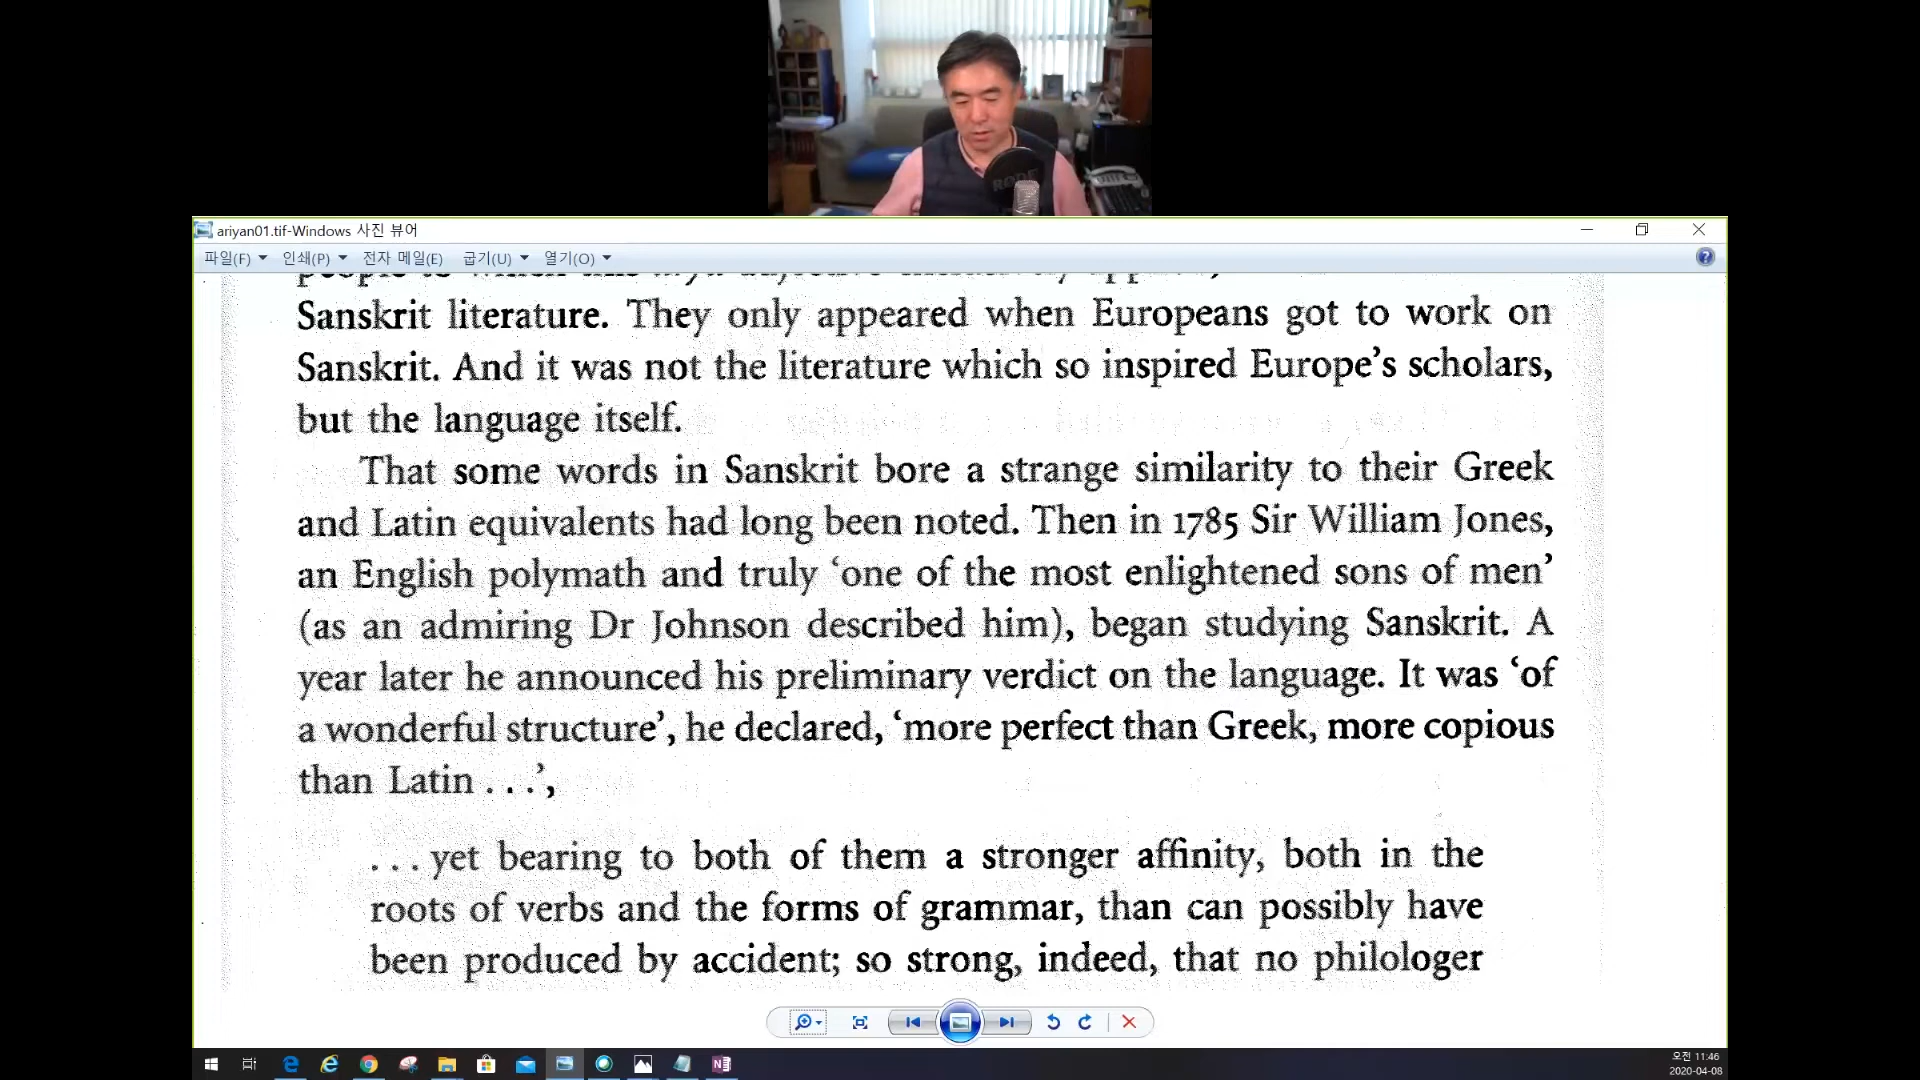 RØDE
ariyan01.tif-Windows 사진 뷰어
파일(F) 인쇄(P) 전자 메일(E) 굽기(U) 열기(O)
people to which this
Sanskrit literature. They only appeared when Europeans got to work on
Sanskrit. And it was not the literature which so inspired Europe’s scholars,
but the language itself.
That some words in Sanskrit bore a strange similarity to their Greek
and Latin equivalents had long been noted. Then in 1785 Sir William Jones,
an English polymath and truly ‘one of the most enlightened sons of men’
(as an admiring Dr Johnson described him), began studying Sanskrit. A
year later he announced his preliminary verdict on the language. It was ‘of
a wonderful structure’, he declared, ‘more perfect than Greek, more copious
than Latin . . .’,
. . . yet bearing to both of them a stronger affinity, both in the
roots of verbs and the forms of grammar, than can possibly have
been produced by accident; so strong, indeed, that no philologer
오전 11:46
2020-04-08